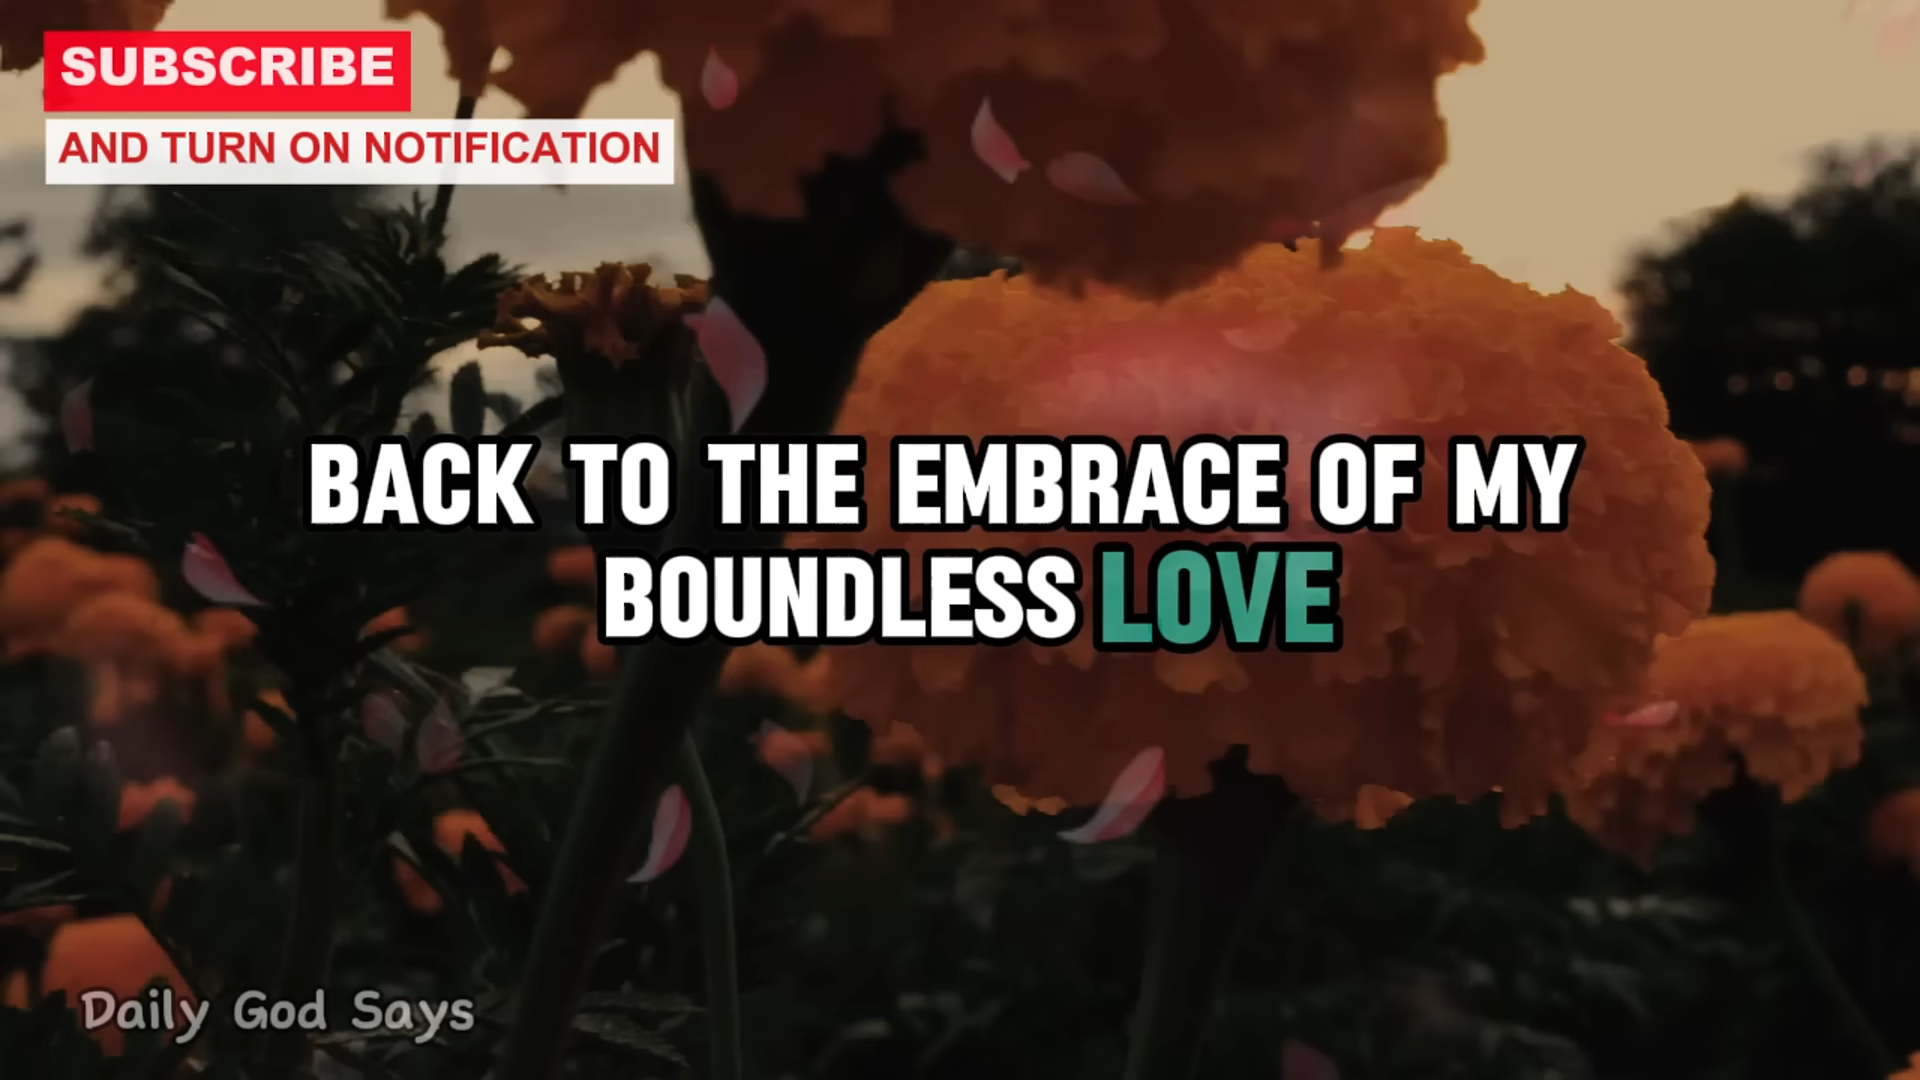 SUBSCRIBE
AND TURN ON NOTIFICATION
BACK TO THE EMBRACE OF MY
BOUNDLESS LOVE
Daily God Says